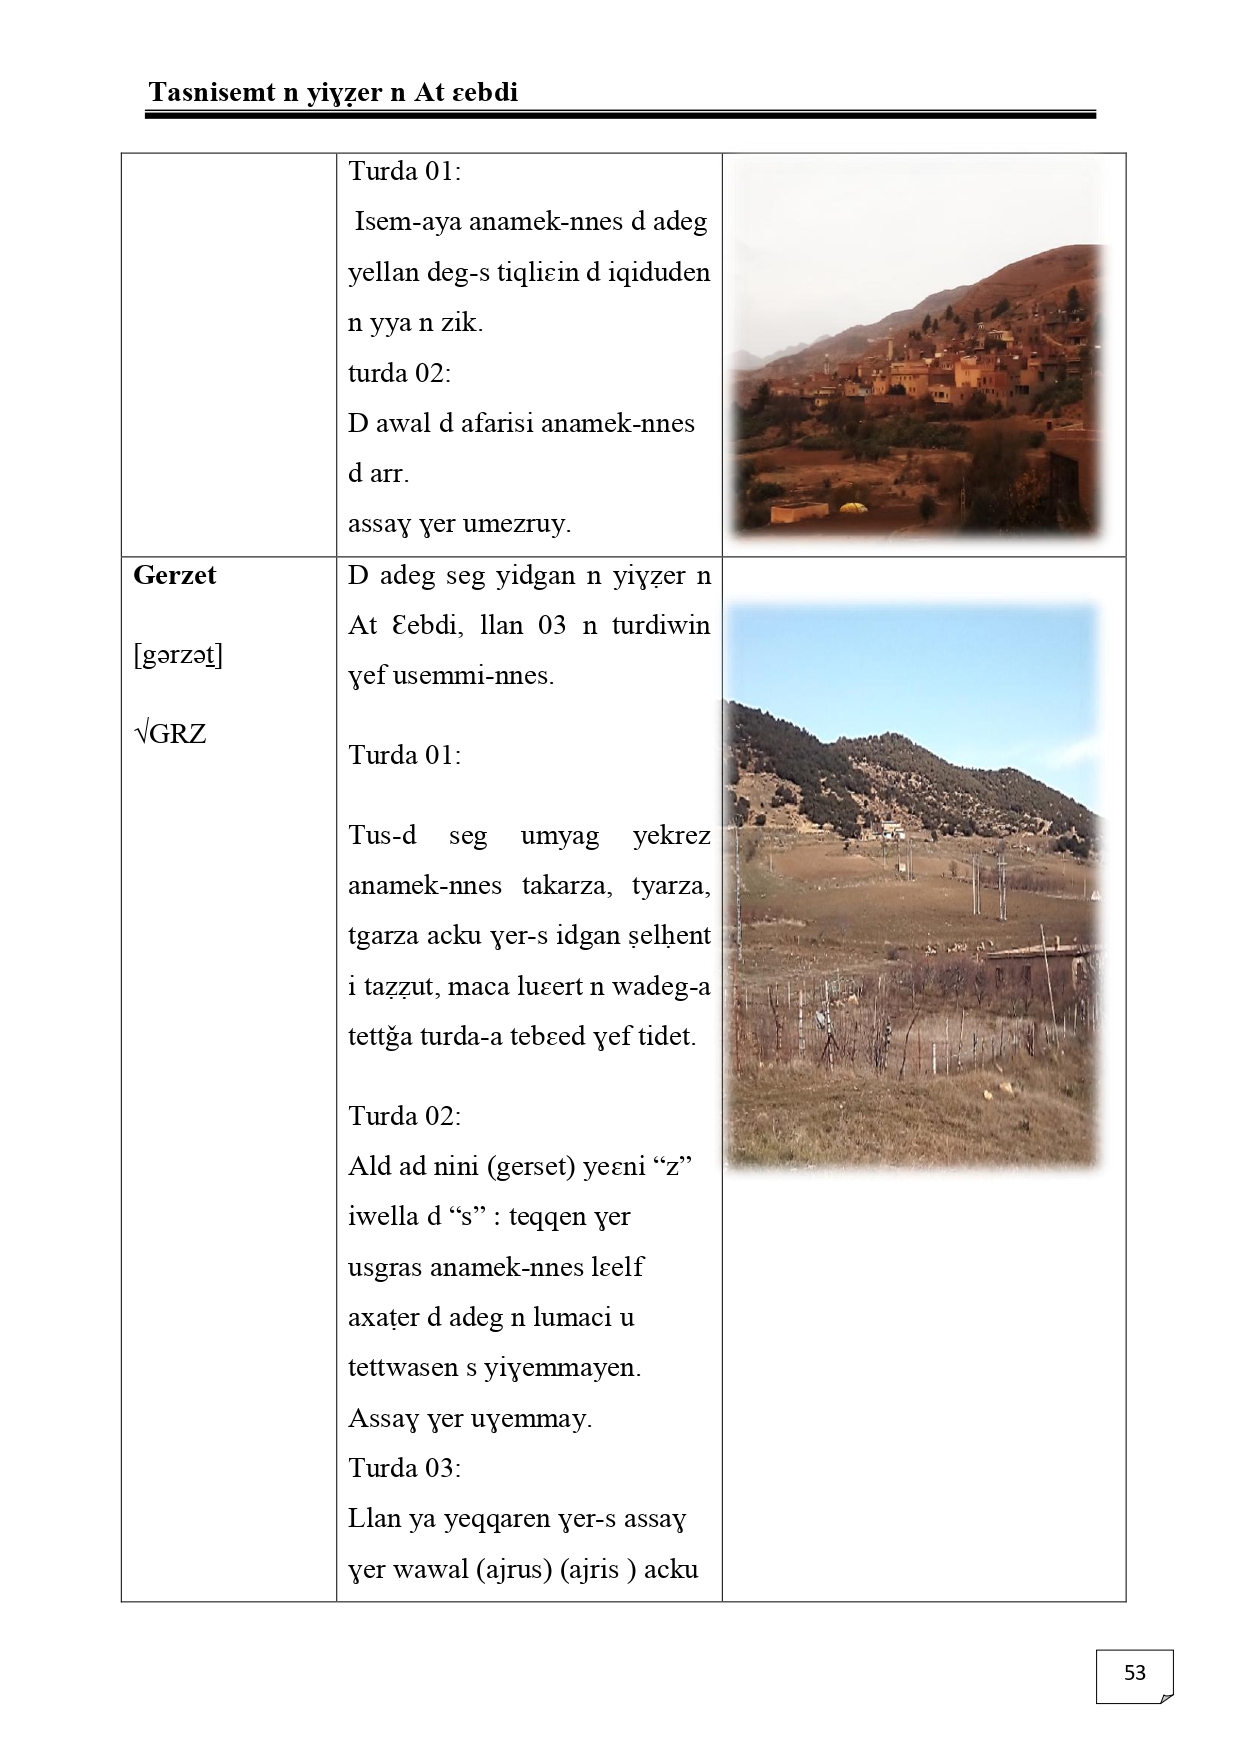 Tasnisemt n yiɣẓer n At ɛebdi
Turda 01:
Isem-aya anamek-nnes d adeg
yellan deg-s tiqliɛin d iqiduden
n yya n zik.
turda 02:
D awal d afarisi anamek-nnes
d arr.
assaɣ ɣer umezruy.
Gerzet
[gərzət]
√GRZ
D adeg seg yidgan n yiɣẓer n
At Ɛebdi, llan 03 n turdiwin
ɣef usemmi-nnes.
Turda 01:
Tus-d seg umyag yekrez
anamek-nnes takarza, tyarza,
tgarza acku ɣer-s idgan ṣelḥent
i taẓẓut, maca luɛert n wadeg-a
tettǧa turda-a tebɛed ɣef tidet.
Turda 02:
Ald ad nini (gerset) yeɛni “z”
iwella d “s” : teqqen ɣer
usgras anamek-nnes lɛelf
axaṭer d adeg n lumaci u
tettwasen s yiɣemmayen.
Assaɣ ɣer uɣemmay.
Turda 03:
Llan ya yeqqaren ɣer-s assaɣ
ɣer wawal (ajrus) (ajris ) acku
53